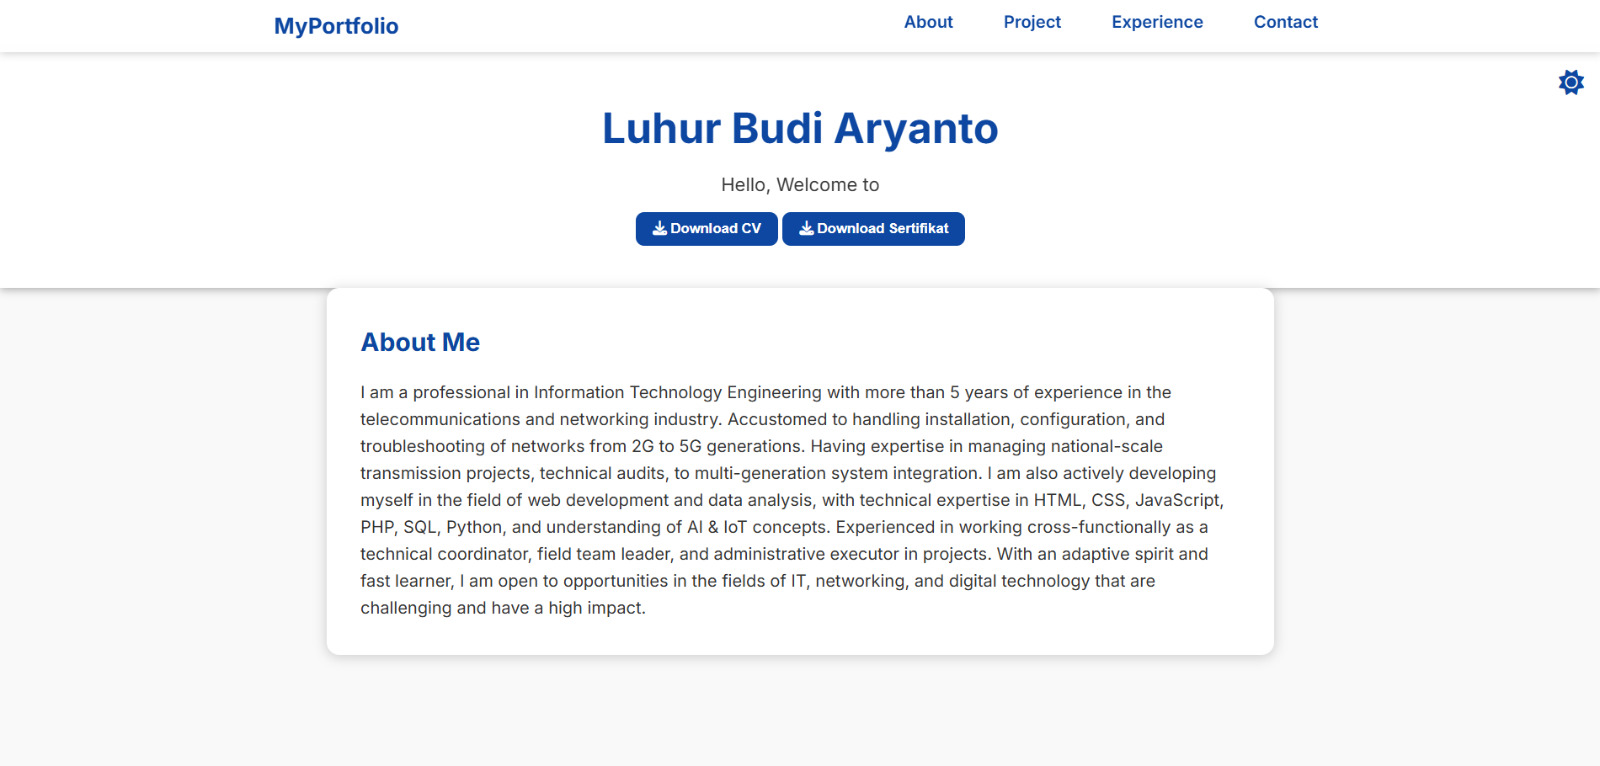 MyPortfolio
About Project Experience Contact
Luhur Budi Aryanto
Hello, Welcome to
Download CV Download Sertifikat
About Me
I am a professional in Information Technology Engineering with more than 5 years of experience in the
telecommunications and networking industry. Accustomed to handling installation, configuration, and
troubleshooting of networks from 2G to 5G generations. Having expertise in managing national-scale
transmission projects, technical audits, to multi-generation system integration. I am also actively developing
myself in the field of web development and data analysis, with technical expertise in HTML, CSS, JavaScript,
PHP, SQL, Python, and understanding of AI & IoT concepts. Experienced in working cross-functionally as a
technical coordinator, field team leader, and administrative executor in projects. With an adaptive spirit and
fast learner, I am open to opportunities in the fields of IT, networking, and digital technology that are
challenging and have a high impact.